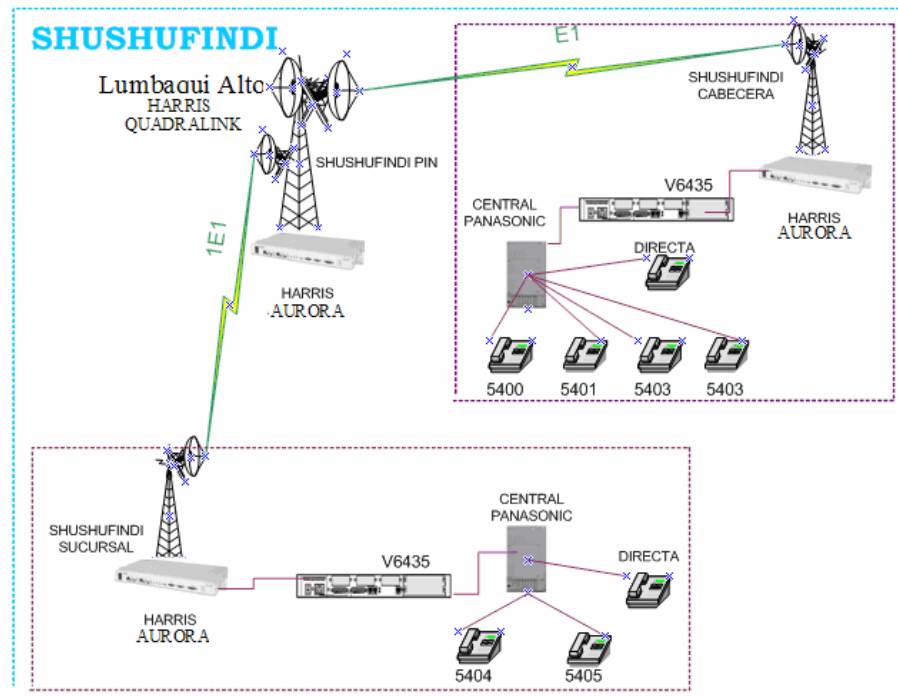 SHUSHUFINDI
E1
Lumbaqui Alto
HARRIS
QUADRALINK
SHUSHUFINDI
CABECERA
SHUSHUFINDI PIN
V6435
CENTRAL
PANASONIC
HARRIS
AURORA
DIRECTA
1E1
HARRIS
AURORA
5400
5401
5403
5403
CENTRAL
PANASONIC
SHUSHUFINDI
SUCURSAL
V6435
DIRECTA
HARRIS
AURORA
5404
5405